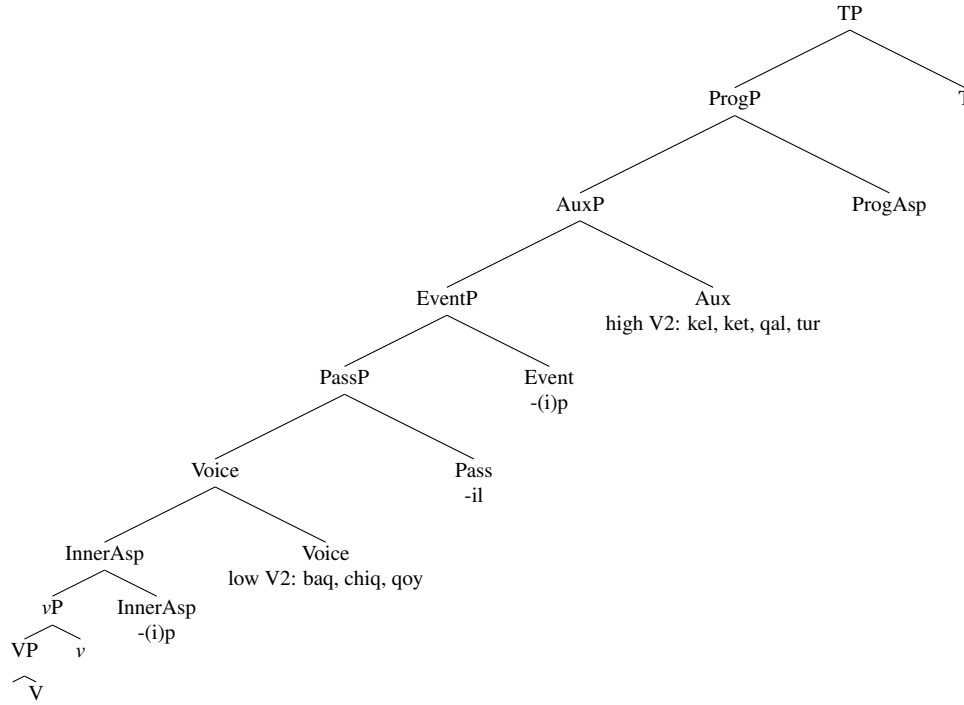 TP
ProgP
T
AuxP
ProgAsp
EventP
Aux
high V2: kel, ket, qal, tur
PassP
Event
-(i)p
Voice
Pass
-il
InnerAsp
Voice
low V2: baq, chiq, qoy
vP
InnerAsp
-(i)p
VP
v
V